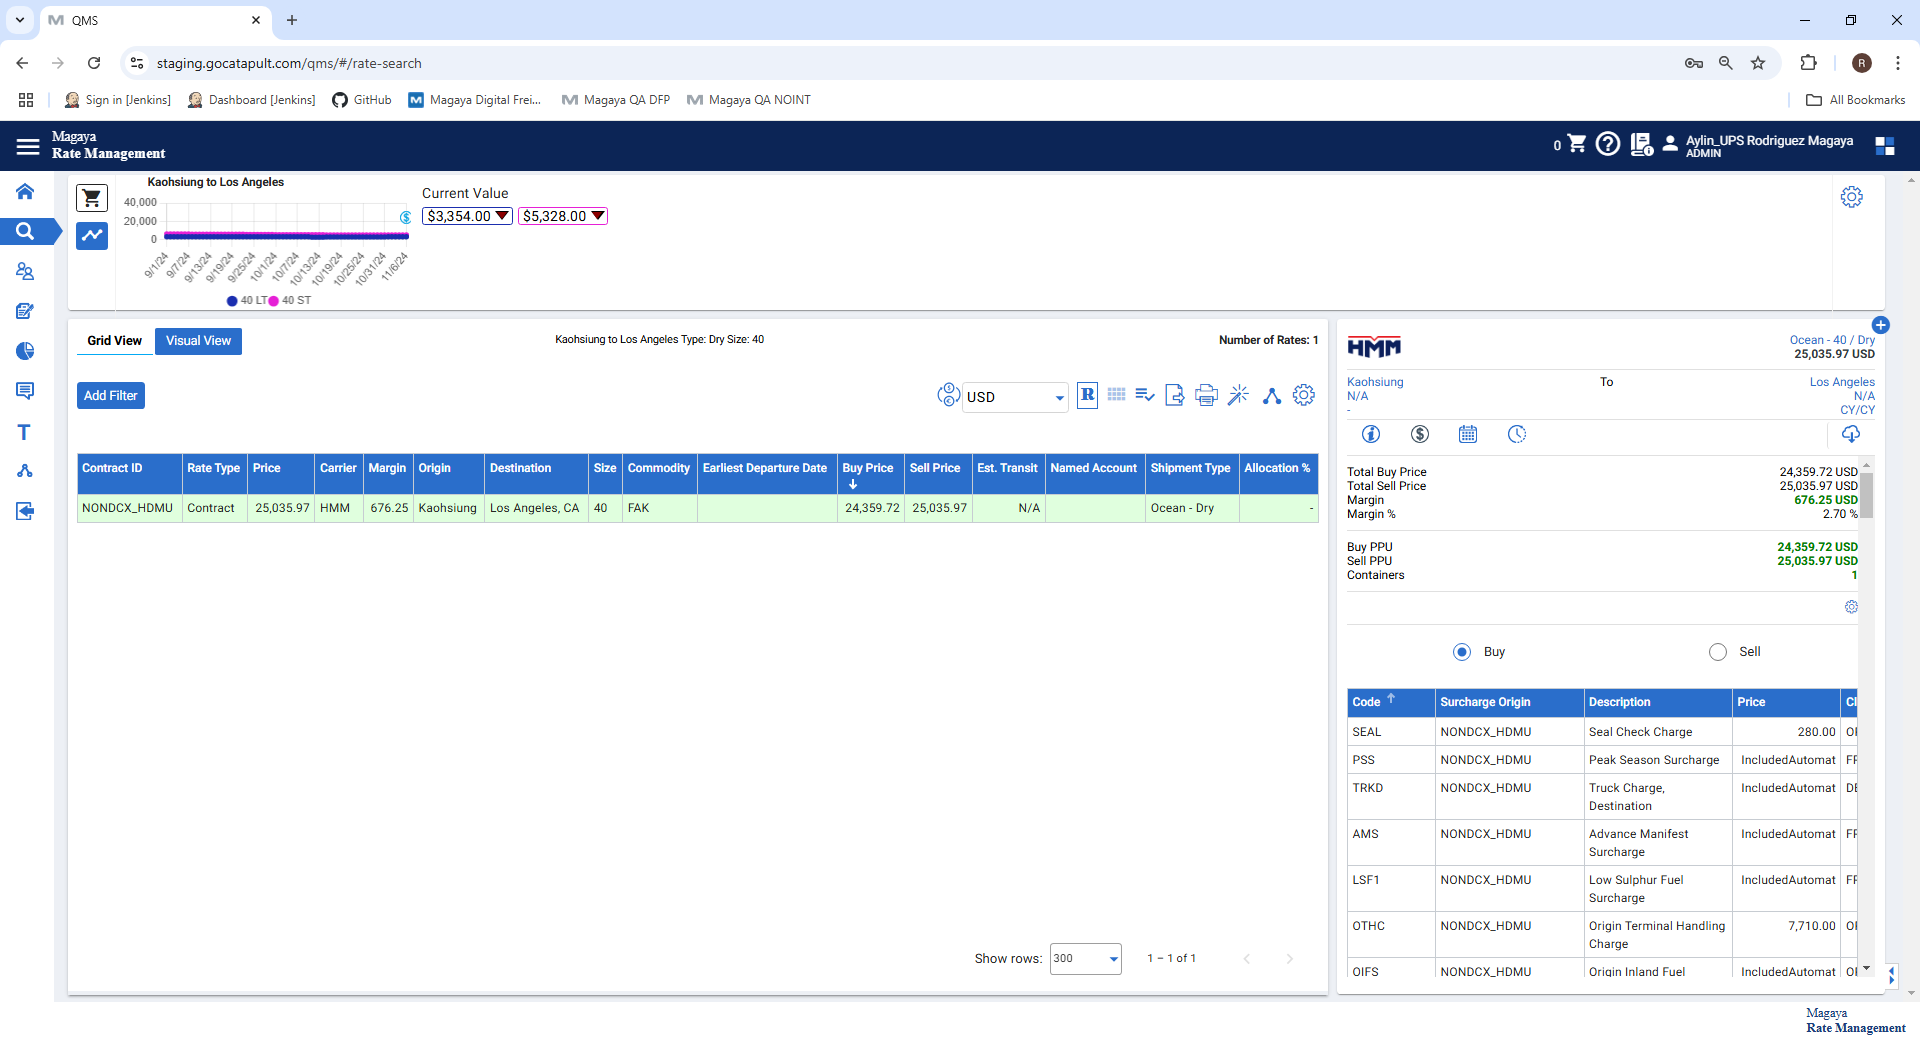 QMS
staging.gocatapult.com/qms/#/rate-search
R
Sign in [Jenkins]
Dashboard [Jenkins]
GitHub
Magaya Digital Frei...
Magaya QA DFP
Magaya QA NOINT
All Bookmarks
Magaya
Rate Management
0
Aylin_UPS Rodriguez Magaya
ADMIN
Kaohsiung to Los Angeles
40,000
20,000
0
9/1/24
9/7/24
9/13/24
9/19/24
9/25/24
10/1/24
10/7/24
10/13/24
10/19/24
10/25/24
10/31/24
11/6/24
40 LT
40 ST
Current Value
$3,354.00
$5,328.00
Grid View
Visual View
Kaohsiung to Los Angeles Type: Dry Size: 40
Number of Rates: 1
Add Filter
USD
R
Contract ID Rate Type Price Carrier Margin Origin Destination Size Commodity Earliest Departure Date Buy Price Sell Price Est. Transit Named Account Shipment Type Allocation %
NONDCX_HDMU Contract 25,035.97 HMM 676.25 Kaohsiung Los Angeles, CA 40 FAK 24,359.72 25,035.97 N/A Ocean - Dry -
Show rows: 300 1 – 1 of 1
HMM
Ocean - 40 / Dry
25,035.97 USD
Kaohsiung To Los Angeles
N/A N/A
- CY/CY
Total Buy Price 24,359.72 USD
Total Sell Price 25,035.97 USD
Margin 676.25 USD
Margin % 2.70 %
Buy PPU 24,359.72 USD
Sell PPU 25,035.97 USD
Containers 1
Buy
Sell
Code Surcharge Origin Description Price Cl
SEAL NONDCX_HDMU Seal Check Charge 280.00
PSS NONDCX_HDMU Peak Season Surcharge IncludedAutomat
TRKD NONDCX_HDMU Truck Charge, IncludedAutomat
Destination
AMS NONDCX_HDMU Advance Manifest IncludedAutomat
Surcharge
LSF1 NONDCX_HDMU Low Sulphur Fuel IncludedAutomat
Surcharge
OTHC NONDCX_HDMU Origin Terminal Handling 7,710.00
Charge
OIFS NONDCX_HDMU Origin Inland Fuel IncludedAutomat
Magaya
Rate Management